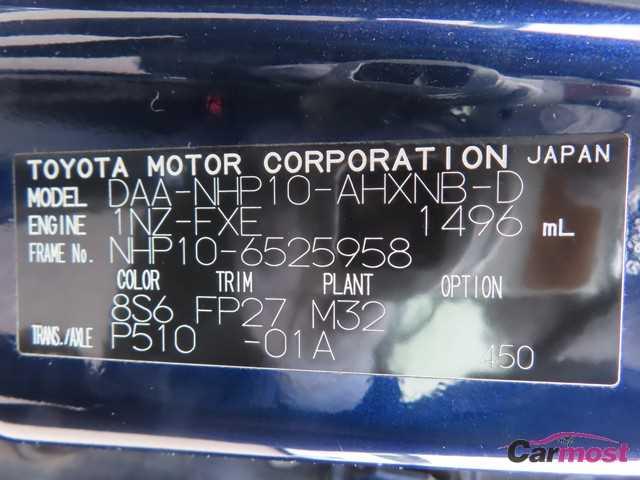 TOYOTA MOTOR CORPORATION JAPAN
MODEL DAA-NHP10-AHXNB-D
ENGINE 1NZ-FXE 1496 mL
FRAME No. NHP10-6525958
COLOR TRIM PLANT OPTION
8S6 FP27 M32
TRANS./AXLE P510 -01A 450
Carmost